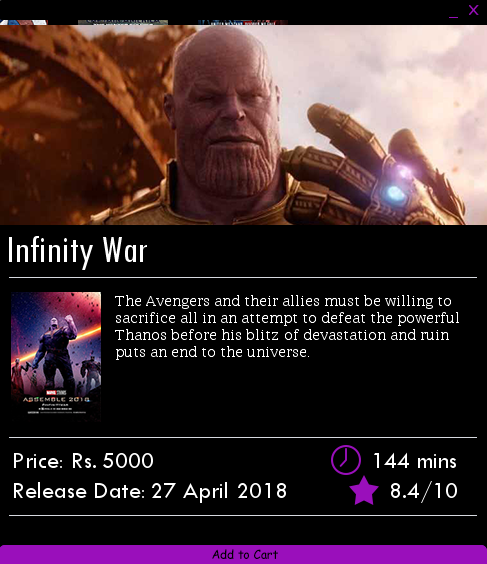 Infinity War
The Avengers and their allies must be willing to
sacrifice all in an attempt to defeat the powerful
Thanos before his blitz of devastation and ruin
puts an end to the universe.
ASSEMBLE 2018
Price: Rs. 5000
144 mins
Release Date: 27 April 2018
8.4/10
Add to Cart